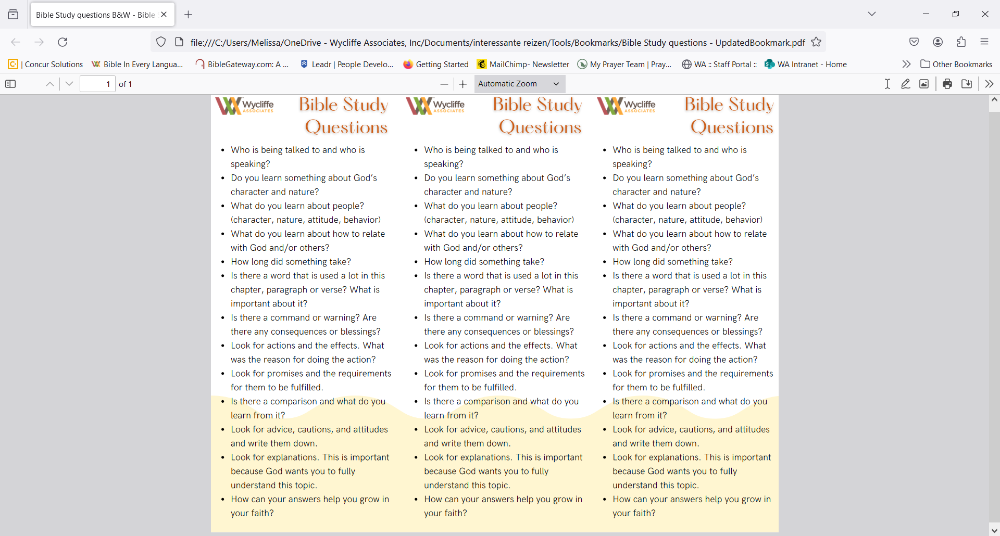 Bible Study questions B&W - Bible
file:///C:/Users/Melissa/OneDrive - Wycliffe Associates, Inc/Documents/interessante reizen/Tools/Bookmarks/Bible Study questions - UpdatedBookmark.pdf
| Concur Solutions
Bible In Every Langua...
BibleGateway.com: A ...
Leadr | People Develo...
Getting Started
MailChimp- Newsletter
My Prayer Team | Pray...
WA :: Staff Portal ::
WA Intranet - Home
Other Bookmarks
1 of 1
Automatic Zoom
Wycliffe
ASSOCIATES
Bible Study
Questions
• Who is being talked to and who is
speaking?
• Do you learn something about God's
character and nature?
• What do you learn about people?
(character, nature, attitude, behavior)
• What do you learn about how to relate
with God and/or others?
• How long did something take?
• Is there a word that is used a lot in this
chapter, paragraph or verse? What is
important about it?
• Is there a command or warning? Are
there any consequences or blessings?
• Look for actions and the effects. What
was the reason for doing the action?
• Look for promises and the requirements
for them to be fulfilled.
• Is there a comparison and what do you
learn from it?
• Look for advice, cautions, and attitudes
and write them down.
• Look for explanations. This is important
because God wants you to fully
understand this topic.
• How can your answers help you grow in
your faith?
Wycliffe
ASSOCIATES
Bible Study
Questions
• Who is being talked to and who is
speaking?
• Do you learn something about God's
character and nature?
• What do you learn about people?
(character, nature, attitude, behavior)
• What do you learn about how to relate
with God and/or others?
• How long did something take?
• Is there a word that is used a lot in this
chapter, paragraph or verse? What is
important about it?
• Is there a command or warning? Are
there any consequences or blessings?
• Look for actions and the effects. What
was the reason for doing the action?
• Look for promises and the requirements
for them to be fulfilled.
• Is there a comparison and what do you
learn from it?
• Look for advice, cautions, and attitudes
and write them down.
• Look for explanations. This is important
because God wants you to fully
understand this topic.
• How can your answers help you grow in
your faith?
Wycliffe
ASSOCIATES
Bible Study
Questions
• Who is being talked to and who is
speaking?
• Do you learn something about God's
character and nature?
• What do you learn about people?
(character, nature, attitude, behavior)
• What do you learn about how to relate
with God and/or others?
• How long did something take?
• Is there a word that is used a lot in this
chapter, paragraph or verse? What is
important about it?
• Is there a command or warning? Are
there any consequences or blessings?
• Look for actions and the effects. What
was the reason for doing the action?
• Look for promises and the requirements
for them to be fulfilled.
• Is there a comparison and what do you
learn from it?
• Look for advice, cautions, and attitudes
and write them down.
• Look for explanations. This is important
because God wants you to fully
understand this topic.
• How can your answers help you grow in
your faith?